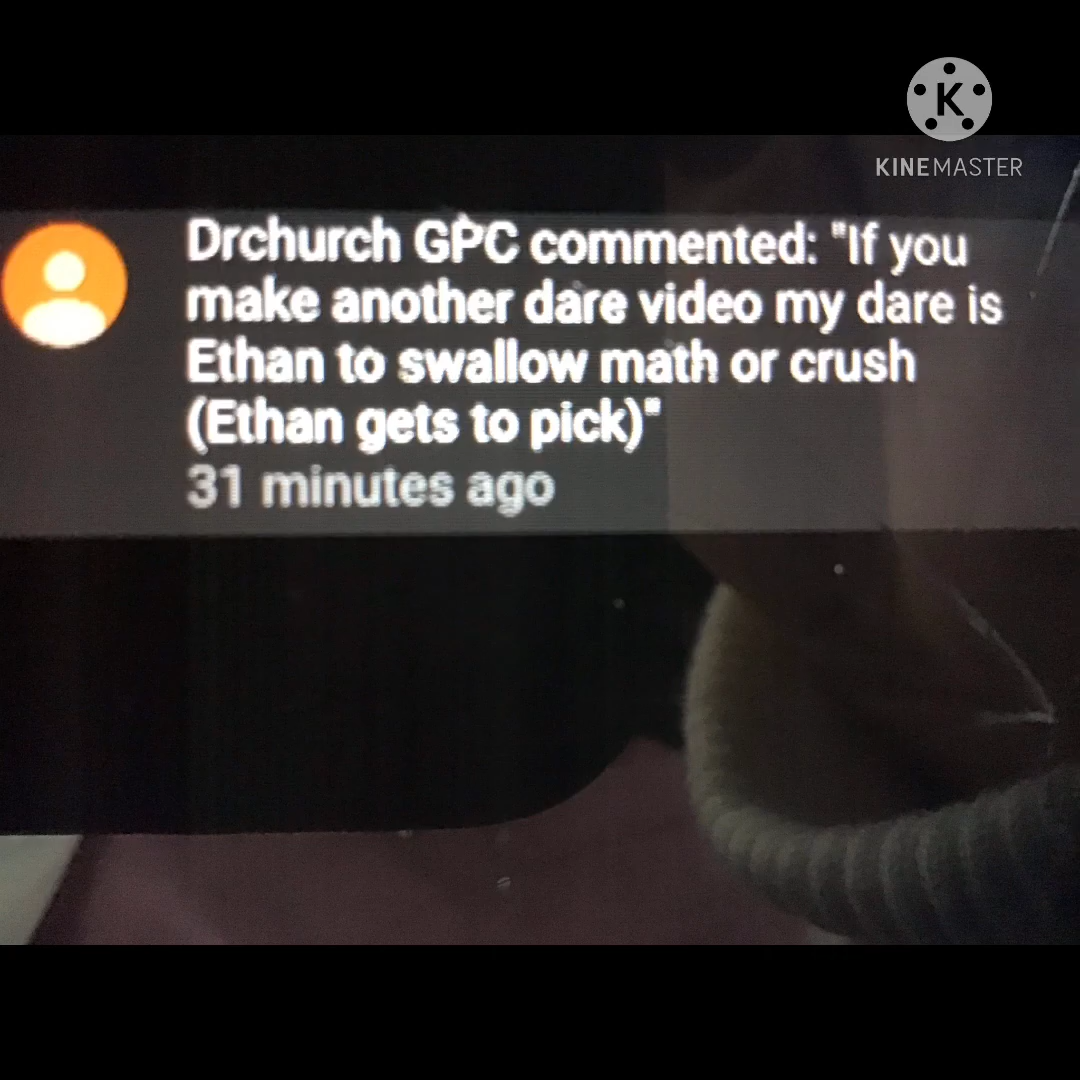 K
KINEMASTER
Drchurch GPC commented: "If you
make another dare video my dare is
Ethan to swallow math or crush
(Ethan gets to pick)"
31 minutes ago